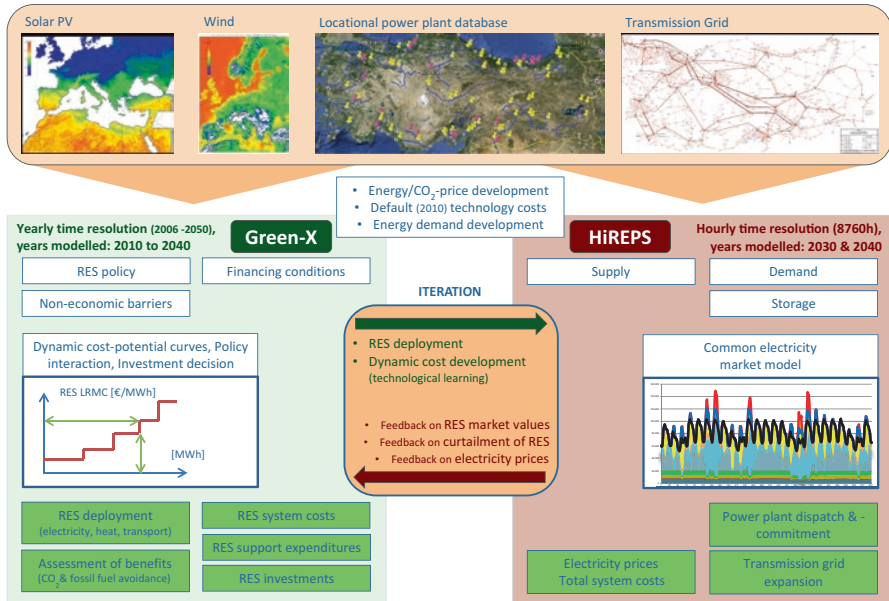 Solar PV
Wind
Locational power plant database
Transmission Grid
• Energy/CO2-price development
• Default (2010) technology costs
• Energy demand development
Yearly time resolution (2006 -2050),
years modelled: 2010 to 2040
Green-X
HiREPS
Hourly time resolution (8760h),
years modelled: 2030 & 2040
RES policy
Financing conditions
Non-economic barriers
Supply
Demand
Storage
ITERATION
• RES deployment
• Dynamic cost development
(technological learning)
• Feedback on RES market values
• Feedback on curtailment of RES
• Feedback on electricity prices
Dynamic cost-potential curves, Policy
interaction, Investment decision
RES LRMC [€/MWh]
[MWh]
Common electricity
market model
RES deployment
(electricity, heat, transport)
RES system costs
RES support expenditures
Assessment of benefits
(CO2 & fossil fuel avoidance)
RES investments
Power plant dispatch & -
commitment
Electricity prices
Total system costs
Transmission grid
expansion